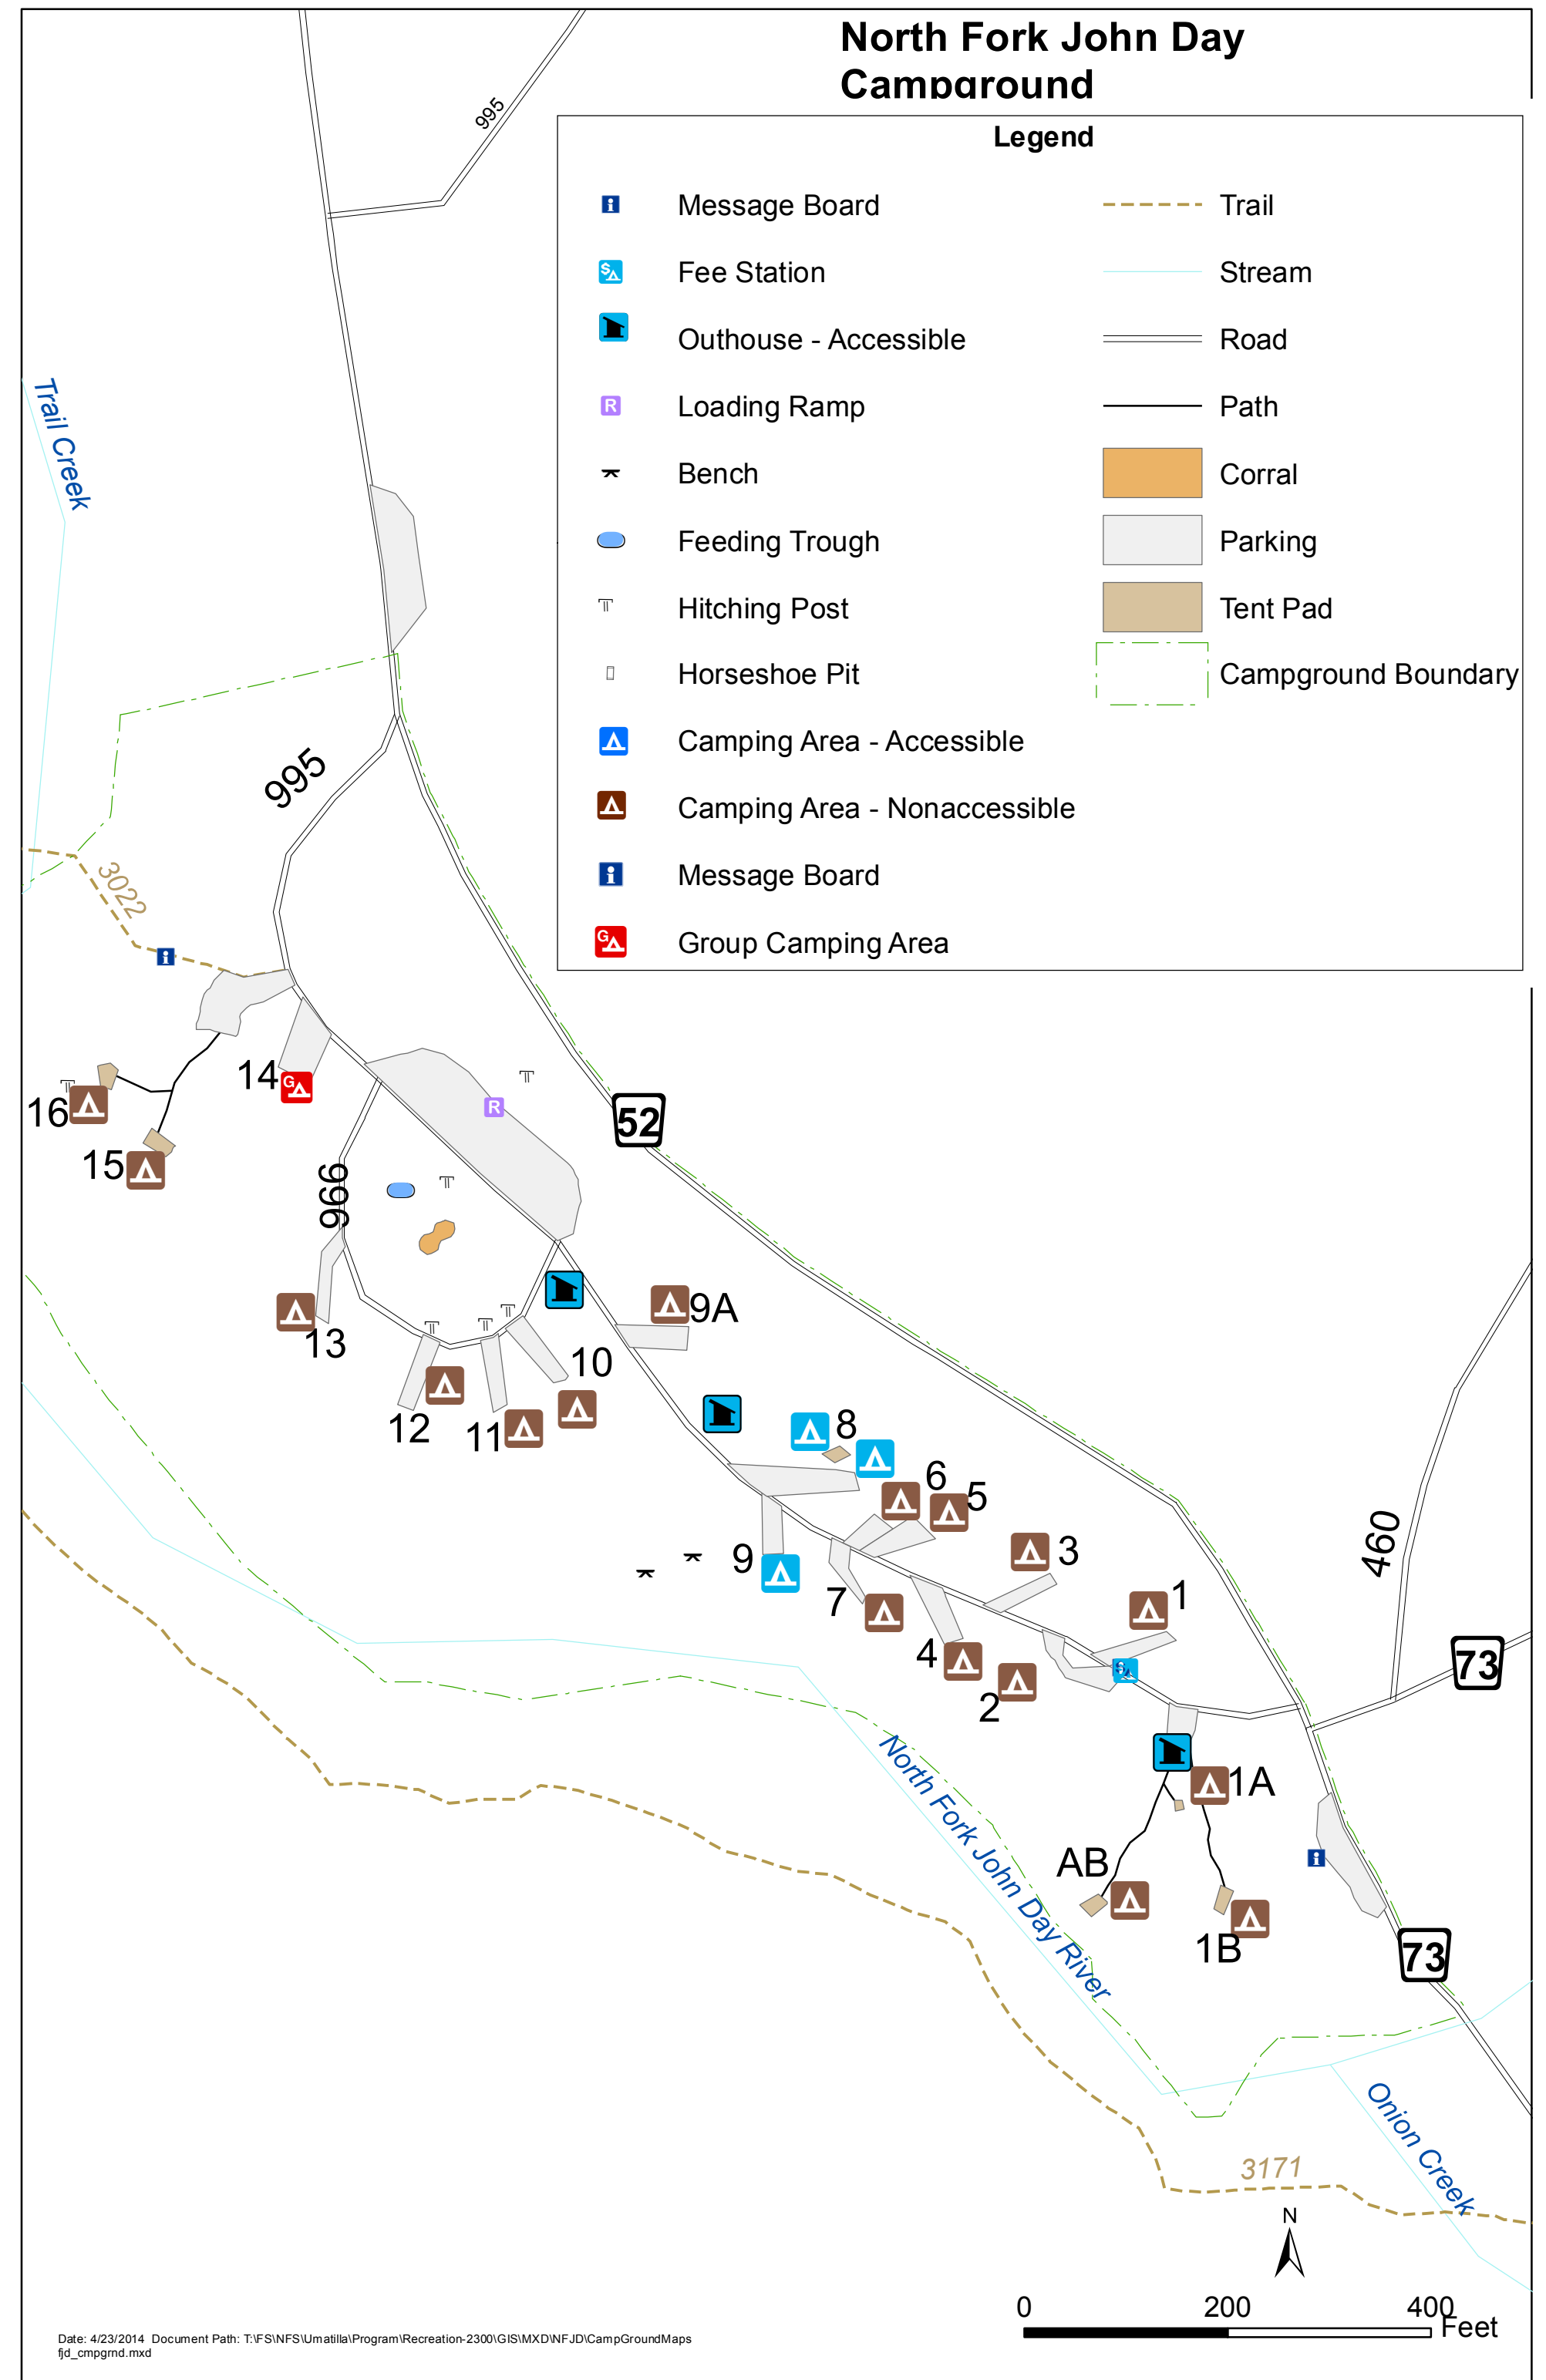 North Fork John Day
Campground
995
Legend
Message Board
Trail
Fee Station
Stream
Outhouse - Accessible
Road
R
Loading Ramp
Path
Bench
Corral
Feeding Trough
Parking
Hitching Post
Tent Pad
Horseshoe Pit
Campground Boundary
Camping Area - Accessible
Camping Area - Nonaccessible
Message Board
G
Group Camping Area
Trail Creek
995
3022
14
G
R
52
16
15
996
13
9A
10
12
11
8
6
5
9
3
7
1
4
2
460
73
1A
AB
1B
North Fork John Day River
73
Onion Creek
3171
N
0 200 400
Feet
Date: 4/23/2014 Document Path: T:\FS\NFS\Umatilla\Program\Recreation-2300\GIS\MXD\NFJD\CampGroundMaps
fjd_cmpgrnd.mxd